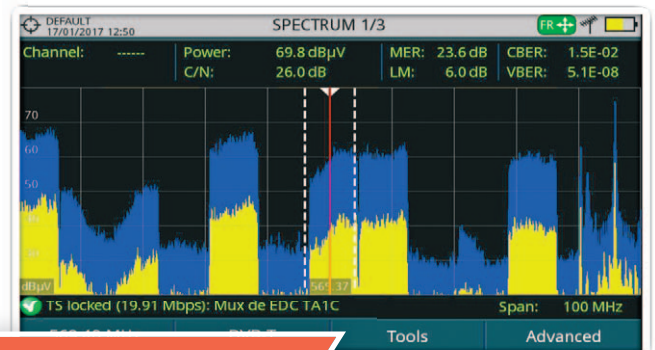 DEFAULT
17/01/2017 12:50
SPECTRUM 1/3
FR
Channel: ------
Power: 69.8 dBµV
MER: 23.6 dB
CBER: 1.5E-02
C/N: 26.0 dB
LM: 6.0 dB
VBER: 5.1E-08
70
60
50
dBµV
TS locked (19.91 Mbps): Mux de EDC TA1C
Span: 100 MHz
Tools
Advanced